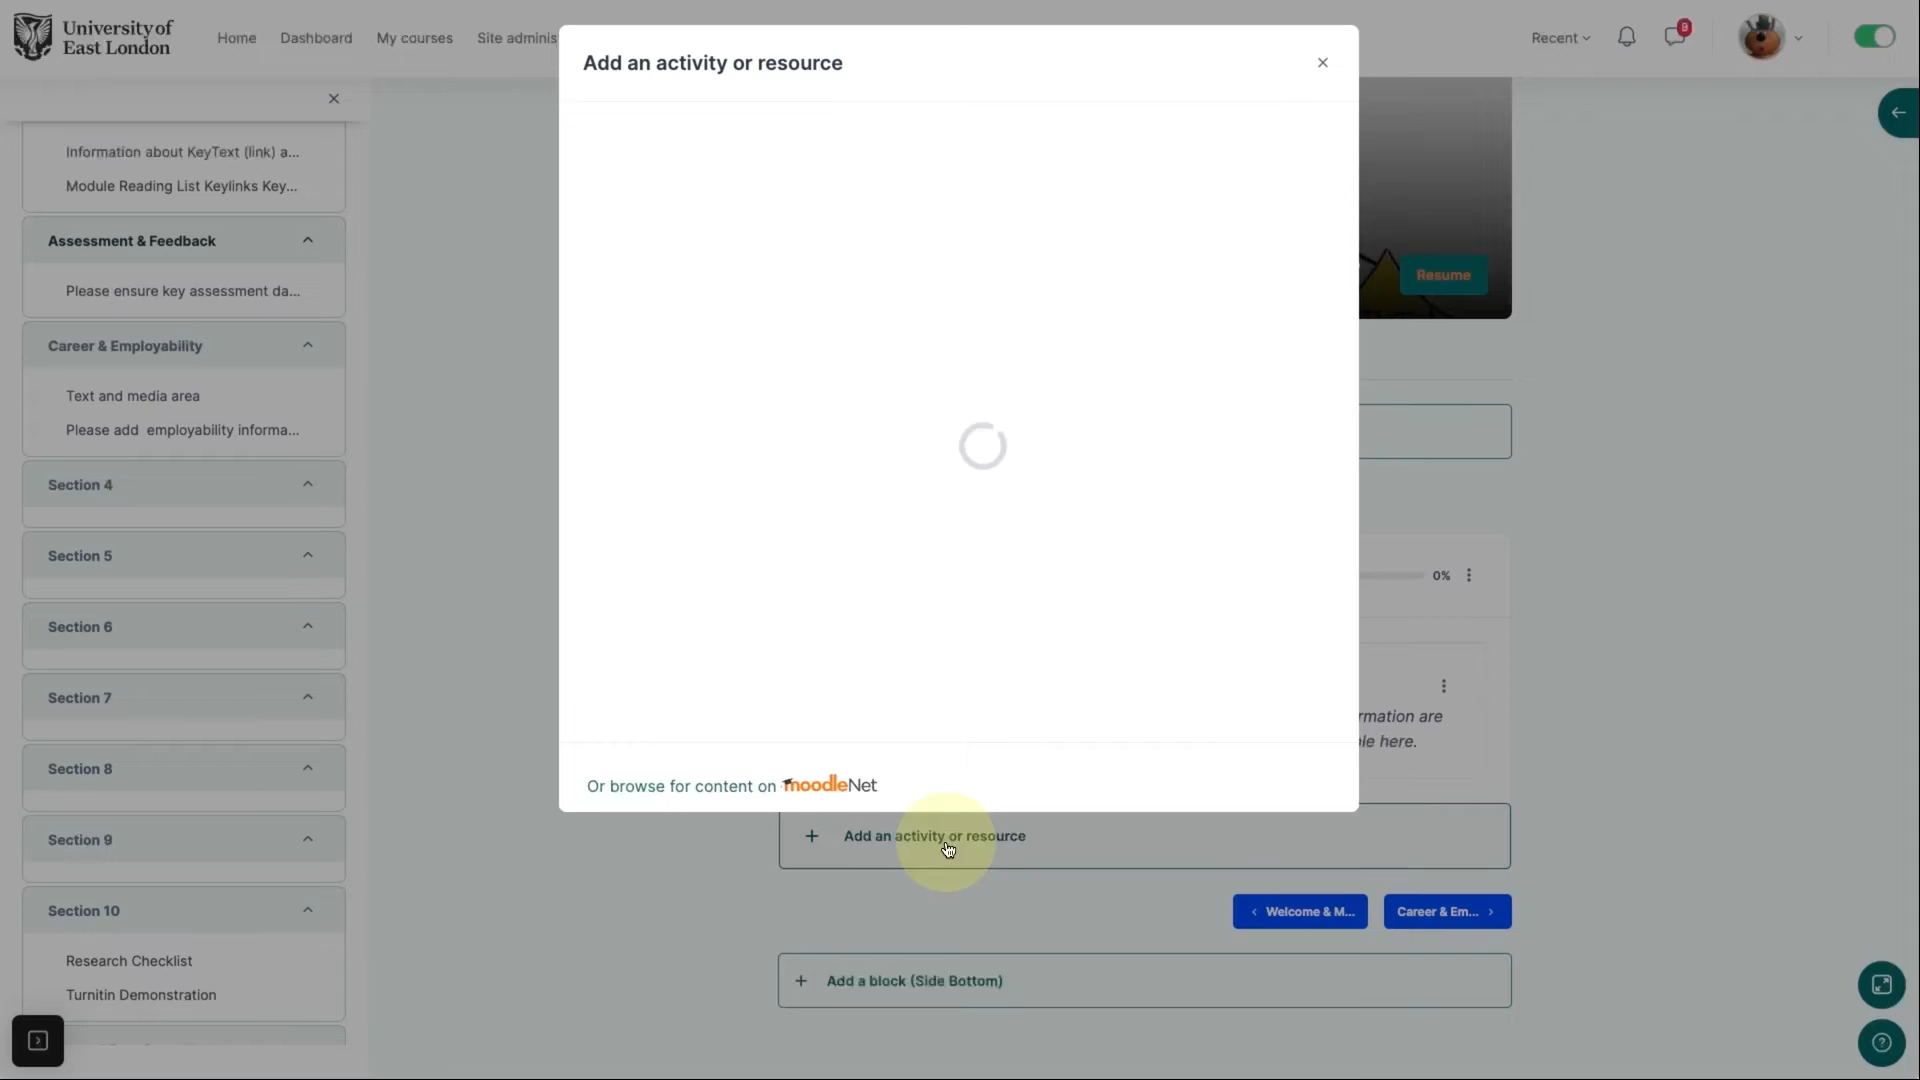 University of
East London
Home
Dashboard
My courses
Site adminis
Recent
9
Add an activity or resource
Information about KeyText (link) a...
Module Reading List Keylinks Key...
Assessment & Feedback
Please ensure key assessment da...
Career & Employability
Text and media area
Please add employability informa...
Section 4
Section 5
Section 6
Section 7
Section 8
Section 9
Section 10
Research Checklist
Turnitin Demonstration
Resume
0%
rmation are
le here.
Or browse for content on moodleNet
Add an activity or resource
Welcome & M...
Career & Em...
Add a block (Side Bottom)